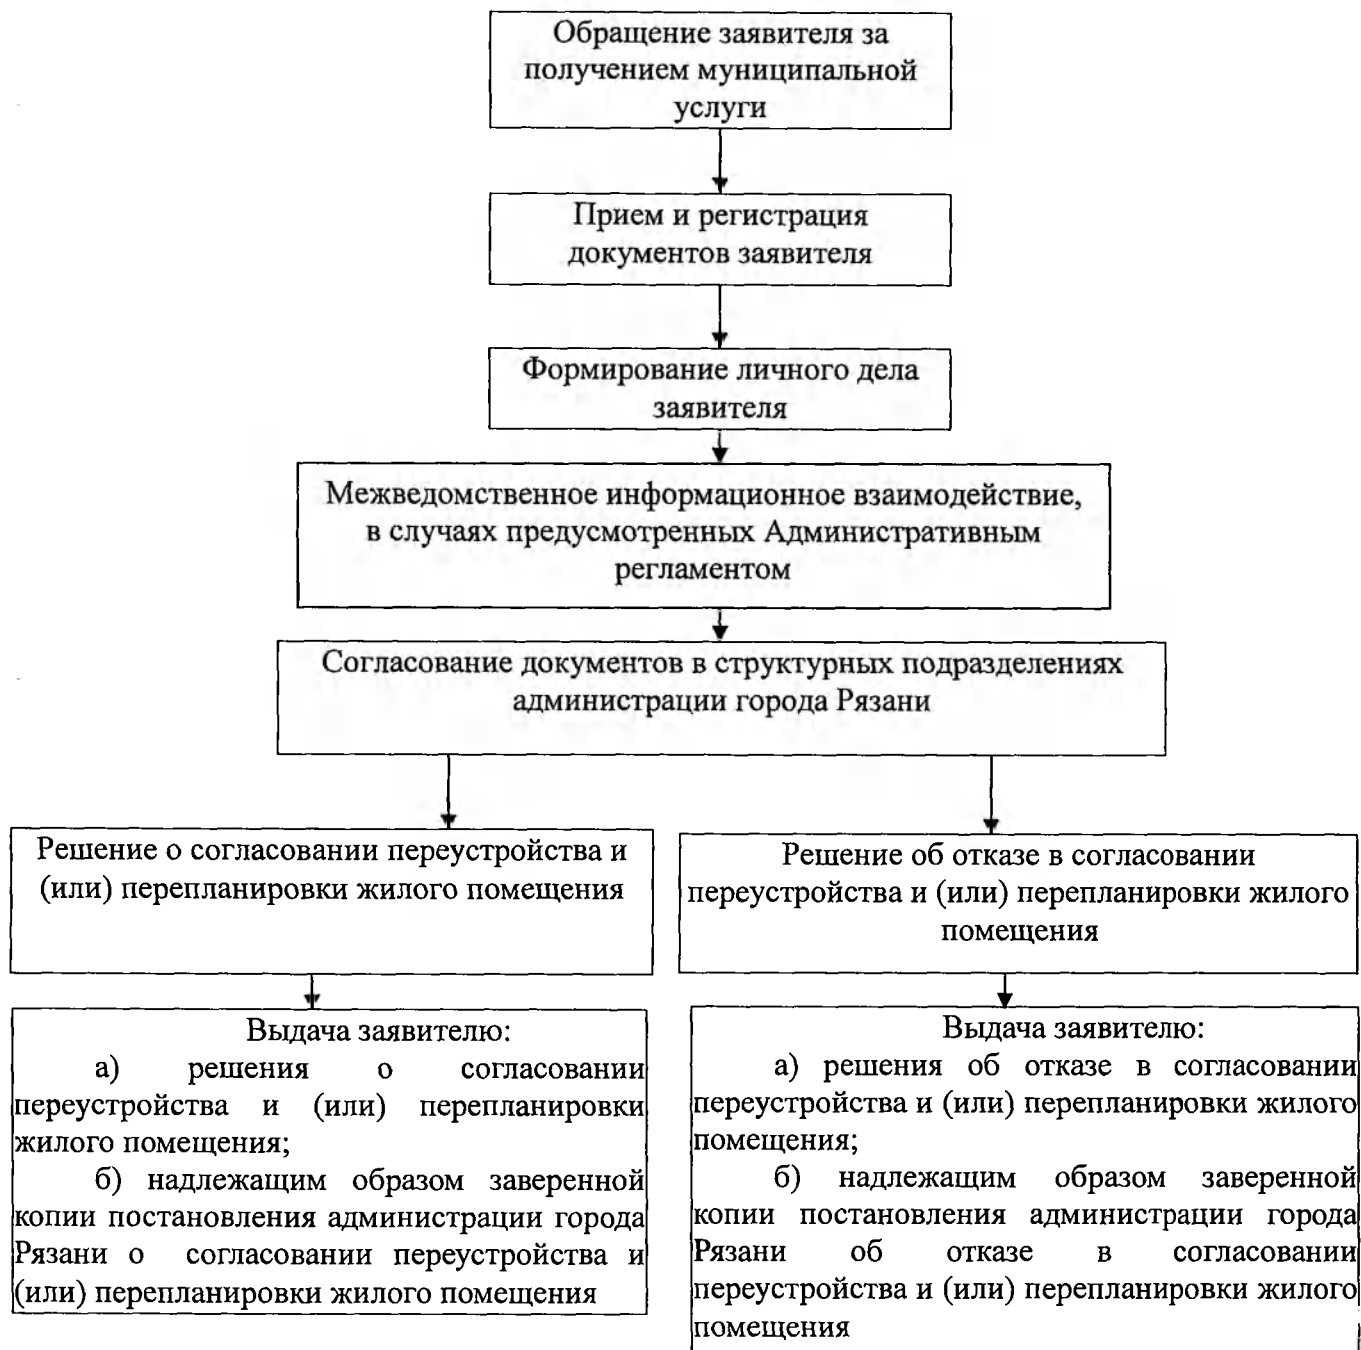 Обращение заявителя за
получением муниципальной
услуги
Прием и регистрация
документов заявителя
Формирование личного дела
заявителя
Межведомственное информационное взаимодействие,
в случаях предусмотренных Административным
регламентом
Согласование документов в структурных подразделениях
администрации города Рязани
Решение о согласовании переустройства и
(или) перепланировки жилого помещения
Решение об отказе в согласовании
переустройства и (или) перепланировки жилого
помещения
Выдача заявителю:
а) решения о согласовании
переустройства и (или) перепланировки
жилого помещения;
б) надлежащим образом заверенной
копии постановления администрации города
Рязани о согласовании переустройства и
(или) перепланировки жилого помещения
Выдача заявителю:
а) решения об отказе в согласовании
переустройства и (или) перепланировки жилого
помещения;
б) надлежащим образом заверенной
копии постановления администрации города
Рязани об отказе в согласовании
переустройства и (или) перепланировки жилого
помещения